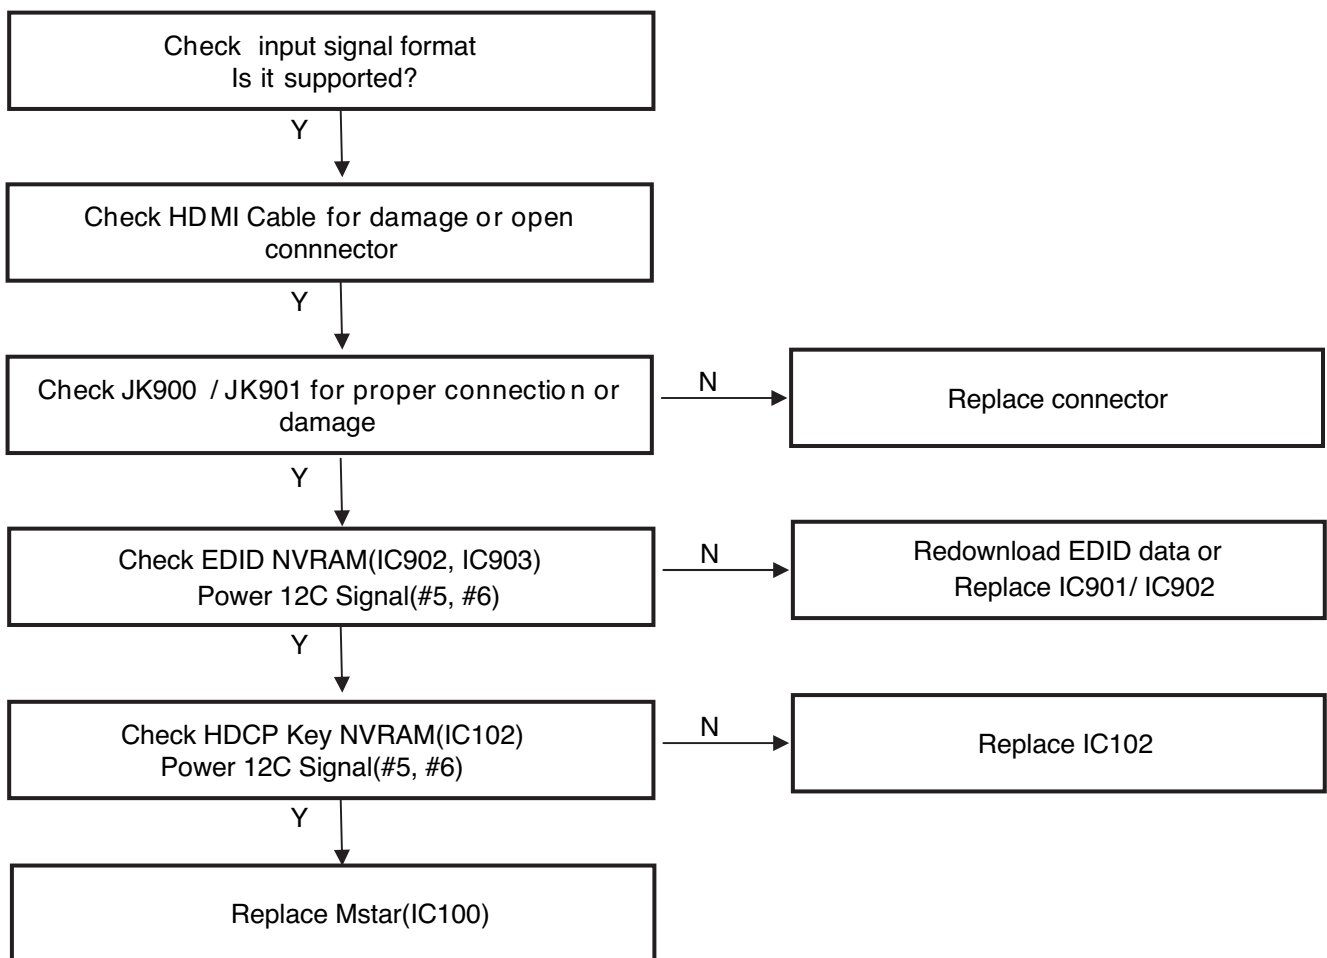 Check input signal format
Is it supported?
Y
Check HDMI Cable for damage or open
connnector
Y
Check JK900 / JK901 for proper connection or
damage
N
Replace connector
Y
Check EDID NVRAM(IC902, IC903)
Power 12C Signal(#5, #6)
N
Redownload EDID data or
Replace IC901/ IC902
Y
Check HDCP Key NVRAM(IC102)
Power 12C Signal(#5, #6)
N
Replace IC102
Y
Replace Mstar(IC100)